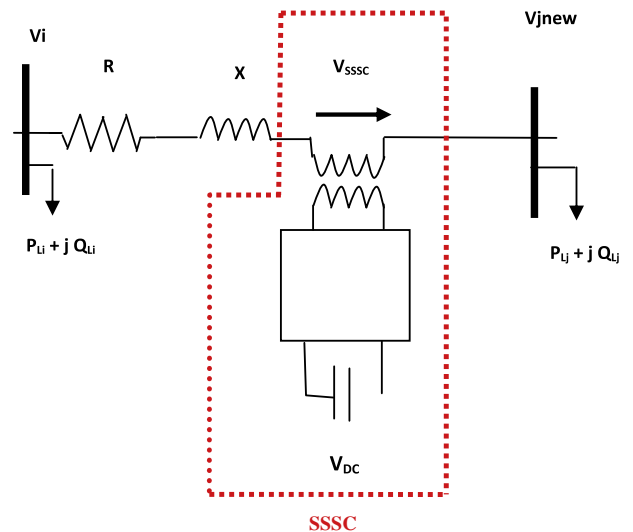 Vi
Vjnew
R
X
VSSSC
PLi + j QLi
PLj + j QLj
VDC
SSSC